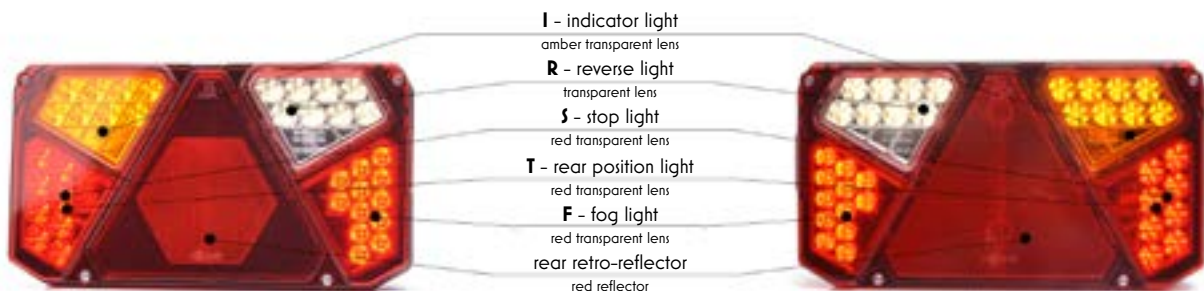 I - indicator light
amber transparent lens
R - reverse light
transparent lens
S - stop light
red transparent lens
T - rear position light
red transparent lens
F - fog light
red transparent lens
rear retro-reflector
red reflector